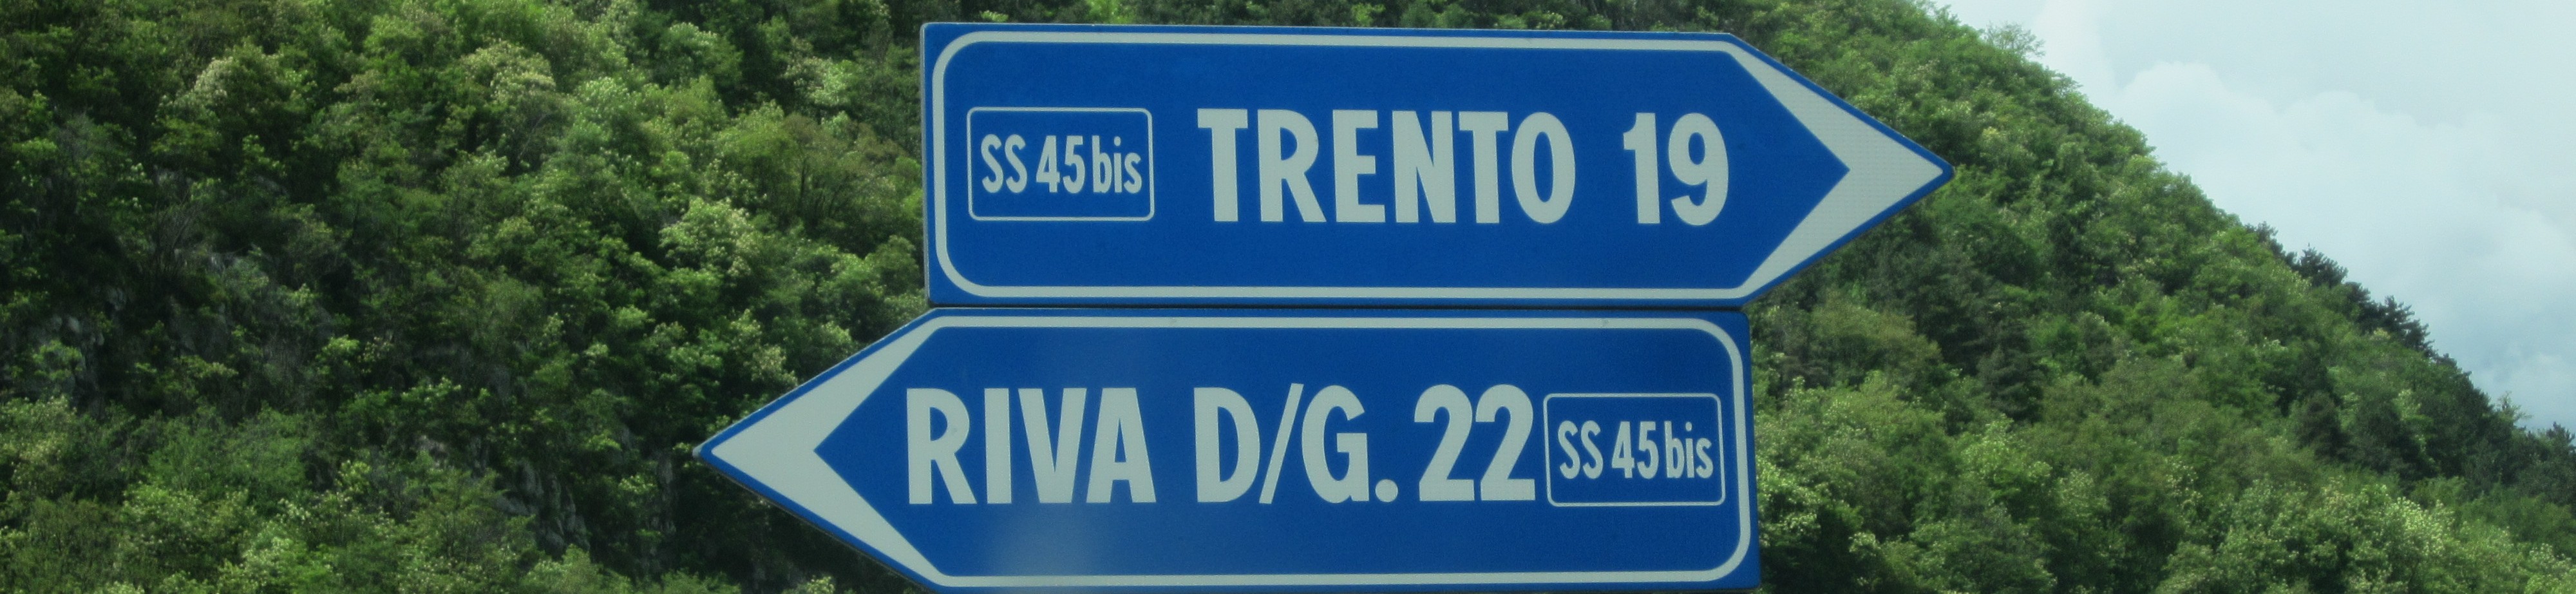 SS 45 bis TRENTO 19
RIVA D/G. 22 SS 45 bis